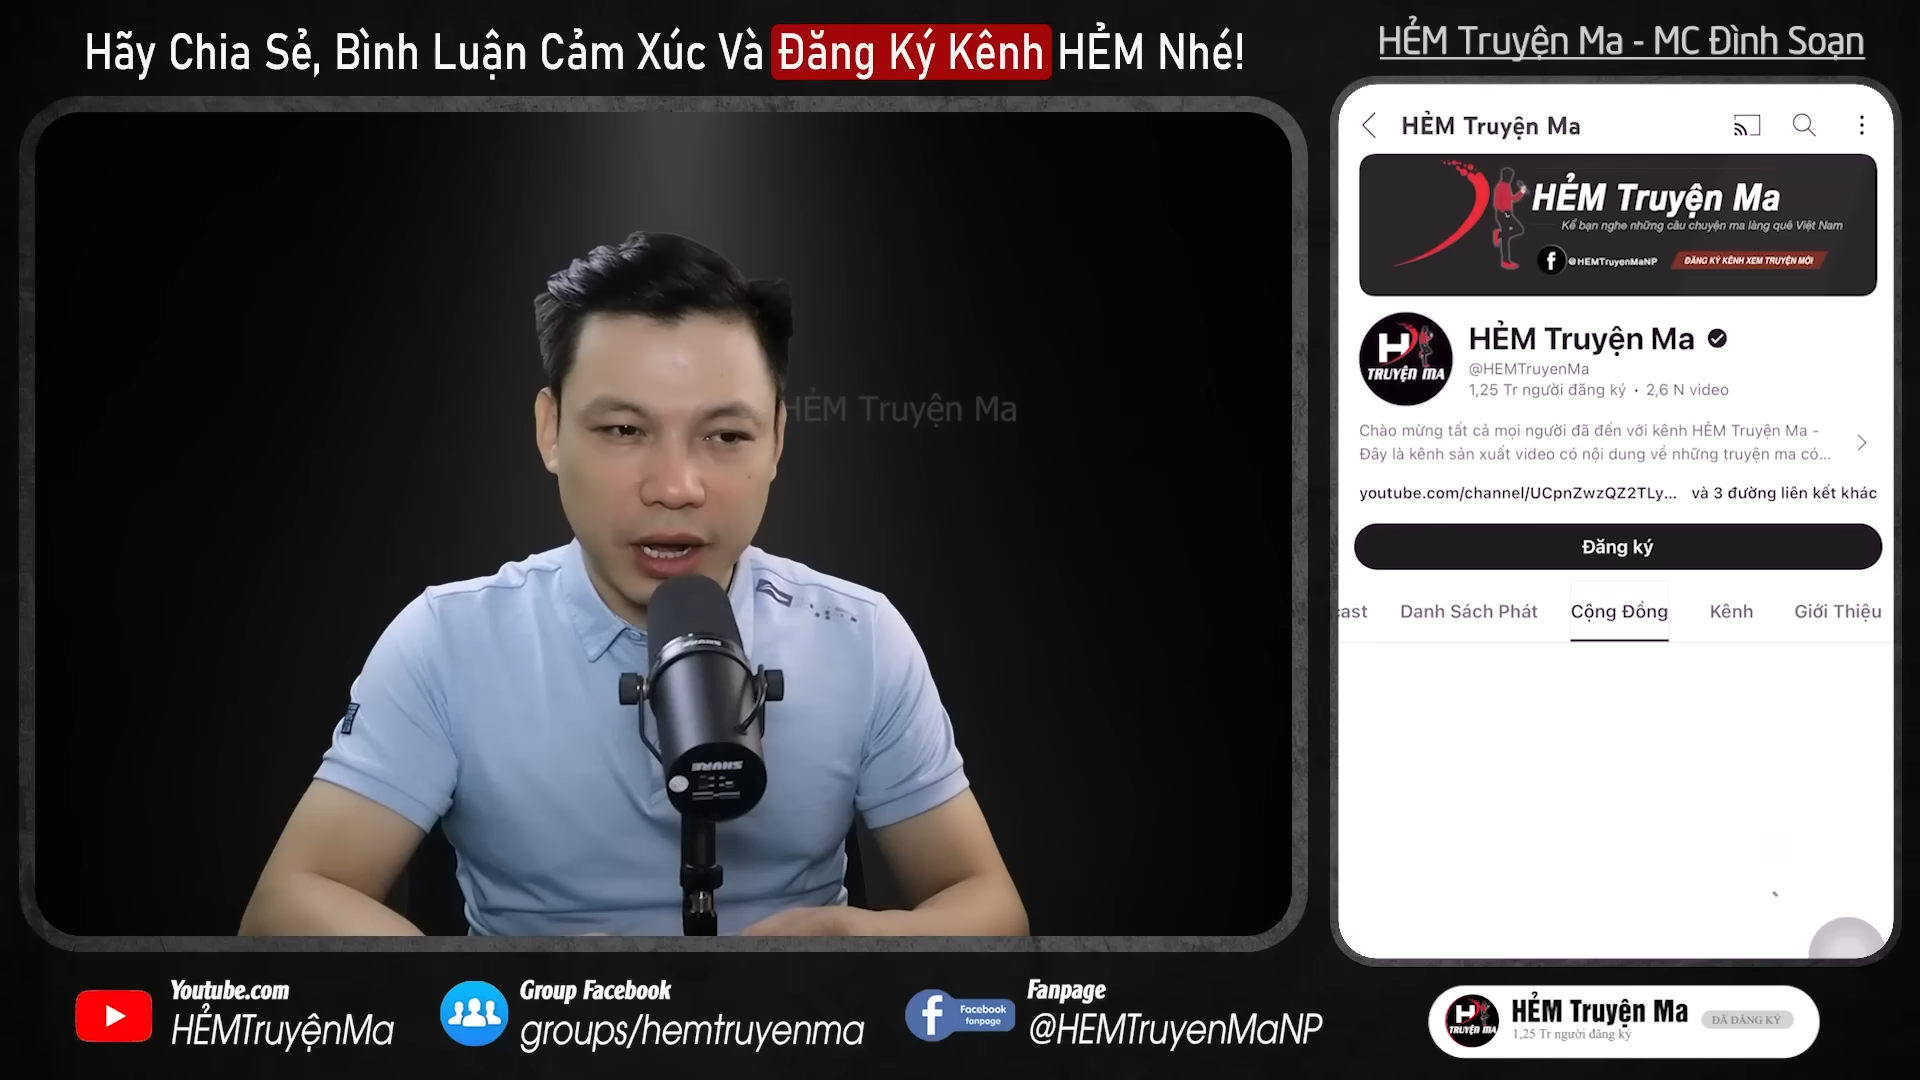 Hãy Chia Sẻ, Bình Luận Cảm Xúc Và Đăng Ký Kênh HẺM Nhé!
HẺM Truyện Ma - MC Đình Soạn
HẺM Truyện Ma
HẺM Truyện Ma
Kể bạn nghe những câu chuyện ma làng quê Việt Nam
@HEMTruyenMaNP
ĐĂNG KÝ KÊNH XEM TRUYỆN MỚI
H
TRUYỆN MA
HẺM Truyện Ma
@HEMTruyenMa
1,25 Tr người đăng ký • 2,6 N video
Chào mừng tất cả mọi người đã đến với kênh HẺM Truyện Ma -
Đây là kênh sản xuất video có nội dung về những truyện ma có...
youtube.com/channel/UCpnZwzQZ2TLy... và 3 đường liên kết khác
Đăng ký
cast Danh Sách Phát Cộng Đồng Kênh Giới Thiệu
HẺM Truyện Ma
SHURE
SHURE
Youtube.com
HẺMTruyệnMa
Group Facebook
groups/hemtruyenma
Facebook
fanpage
Fanpage
@HEMTruyenMaNP
H
TRUYỆN MA
HẺM Truyện Ma
1,25 Tr người đăng ký
ĐÃ ĐĂNG KÝ